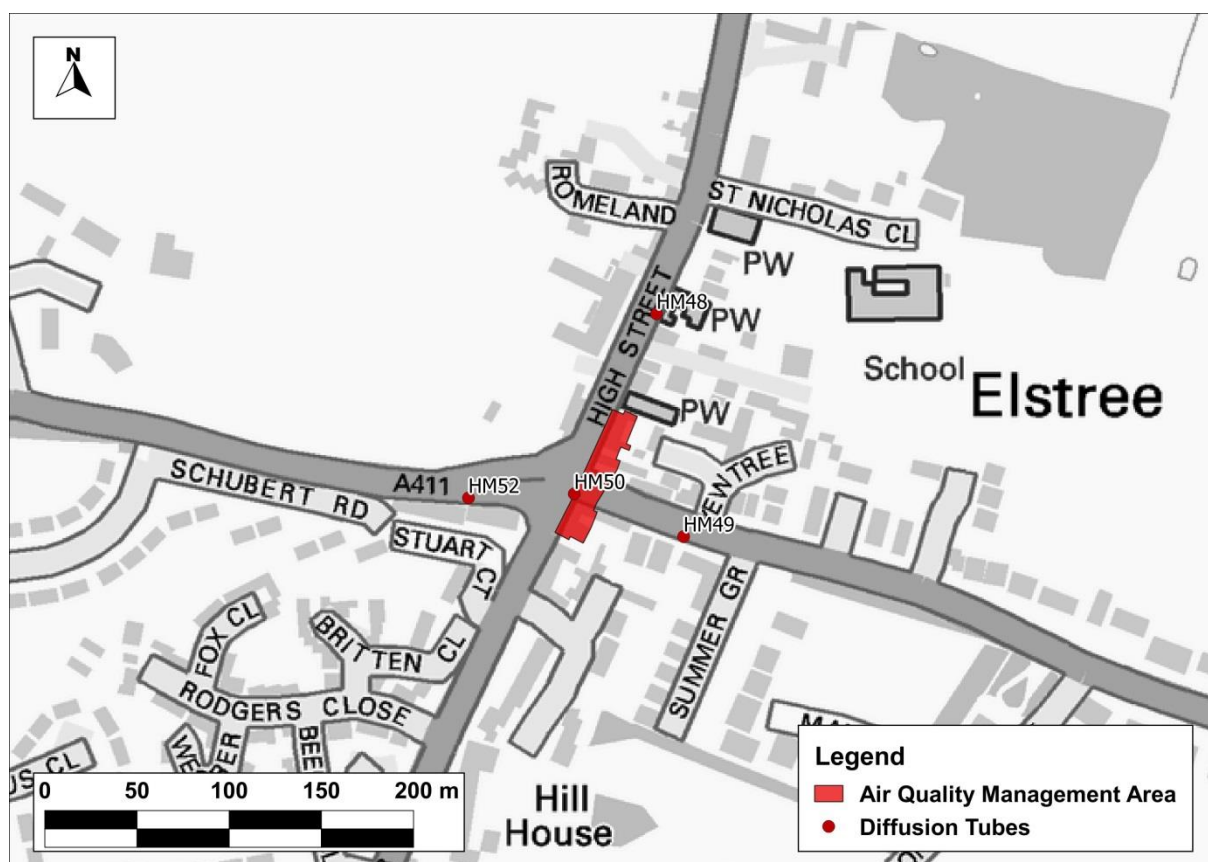 N
ROMELAND
ST NICHOLAS CL
PW
HM48
PW
HIGH STREET
School
Elstree
PW
SCHUBERT RD
A411
HM52
HM50
HM49
STUART CT
SUMMER GR
FOX CL
BRITTEN CL
RODGERS CLOSE
US CL
Hill
House
0 50 100 150 200 m
Legend
Air Quality Management Area
Diffusion Tubes